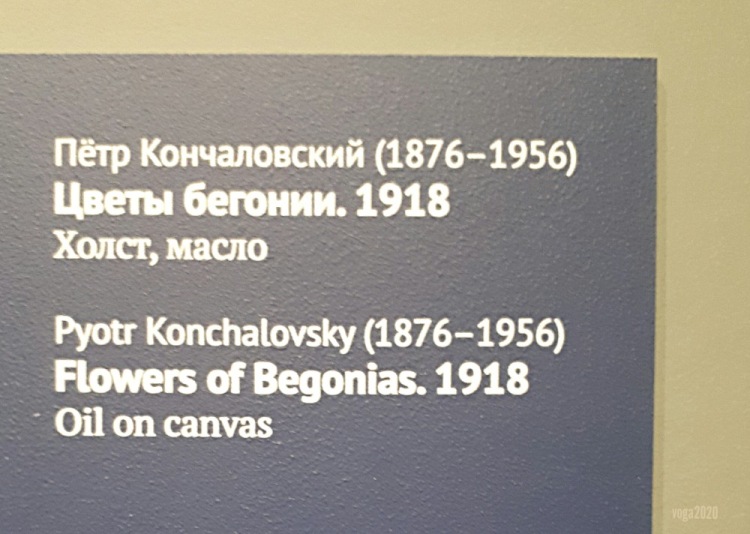 Пётр Кончаловский (1876–1956)
Цветы бегонии. 1918
Холст, масло
Pyotr Konchalovsky (1876–1956)
Flowers of Begonias. 1918
Oil on canvas
voga2020